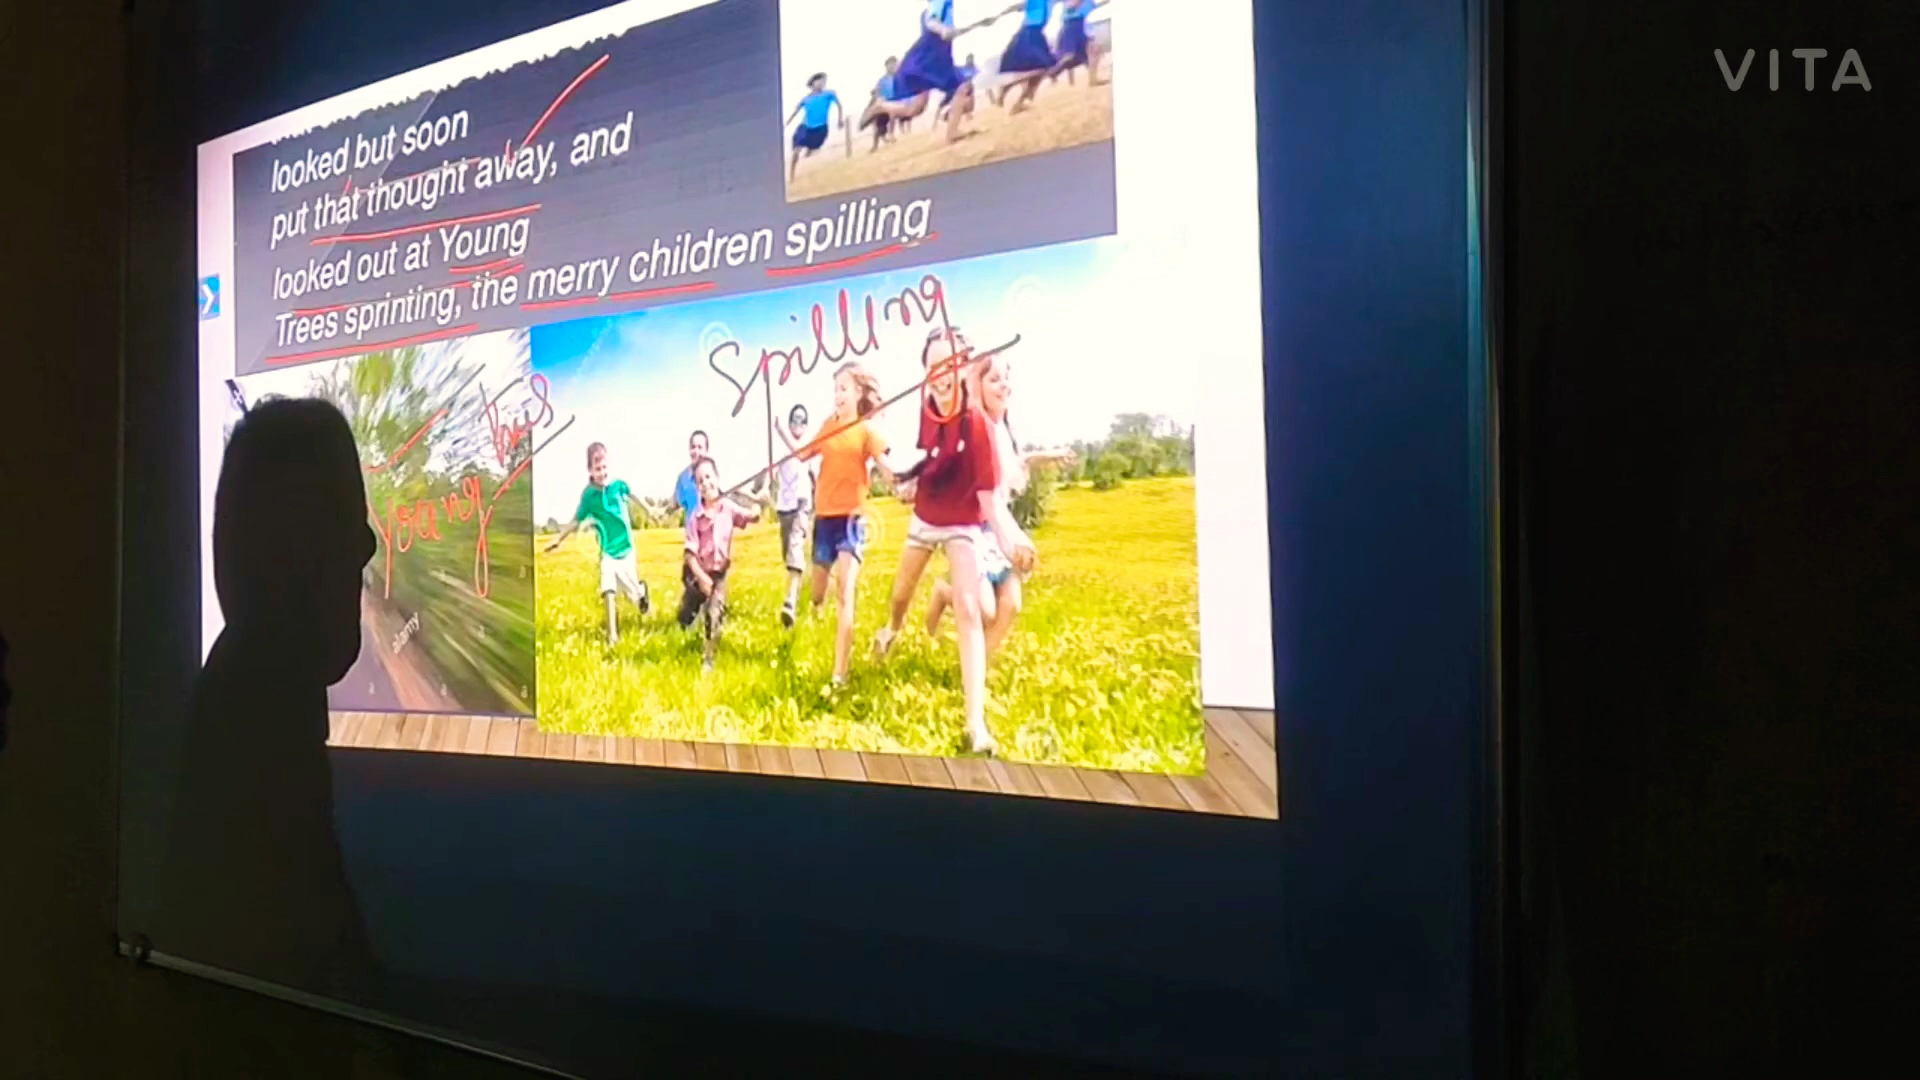 VITA
looked but soon
put that thought away, and
looked out at Young
Trees sprinting, the merry children spilling
Spilling
Young
alamy